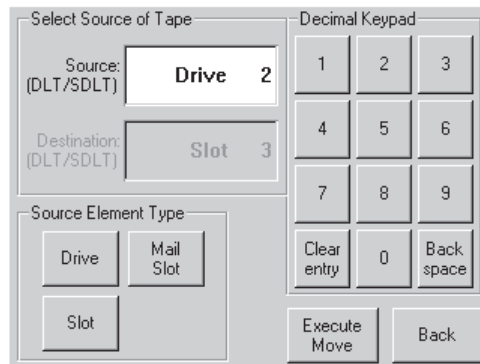 Select Source of Tape
Source:
(DLT/SDLT)
Drive 2
Destination:
(DLT/SDLT)
Slot 3
Source Element Type
Drive
Mail
Slot
Slot
Decimal Keypad
1 2 3
4 5 6
7 8 9
Clear
entry
0
Back
space
Execute
Move
Back